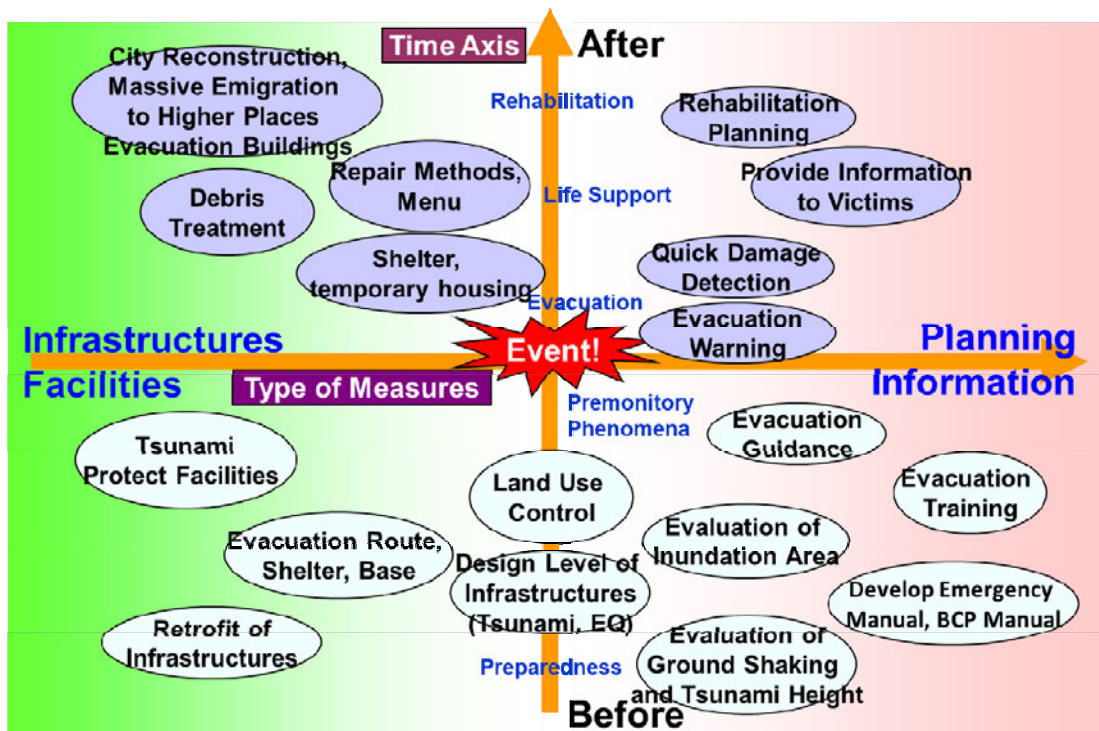 Time Axis
After
City Reconstruction,
Massive Emigration
to Higher Places
Evacuation Buildings
Rehabilitation
Rehabilitation
Planning
Repair Methods,
Menu
Life Support
Provide Information
to Victims
Debris
Treatment
Shelter,
temporary housing
Quick Damage
Detection
Evacuation
Evacuation
Warning
Infrastructures
Facilities
Event!
Planning
Information
Type of Measures
Premonitory
Phenomena
Evacuation
Guidance
Tsunami
Protect Facilities
Land Use
Control
Evacuation
Training
Evacuation Route,
Shelter, Base
Evaluation of
Inundation Area
Design Level of
Infrastructures
(Tsunami, EQ)
Develop Emergency
Manual, BCP Manual
Retrofit of
Infrastructures
Evaluation of
Ground Shaking
and Tsunami Height
Preparedness
Before